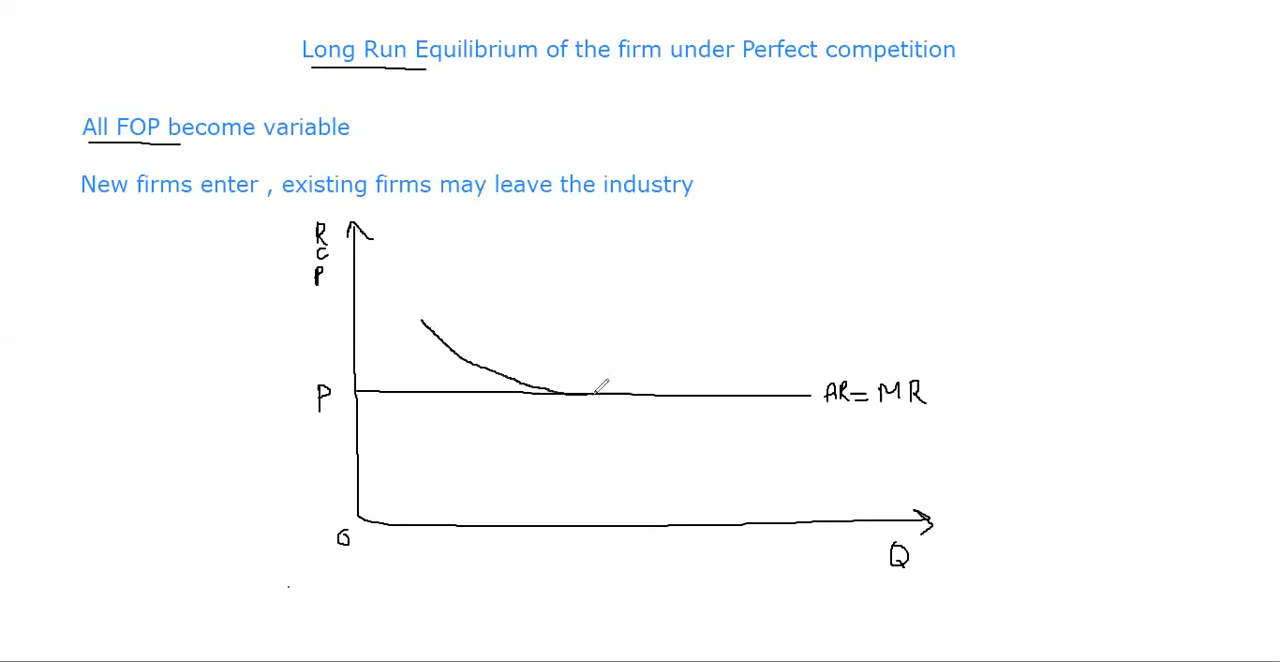 Long Run Equilibrium of the firm under Perfect competition
All FOP become variable
New firms enter , existing firms may leave the industry
R
C
P
P
AR = MR
O
Q